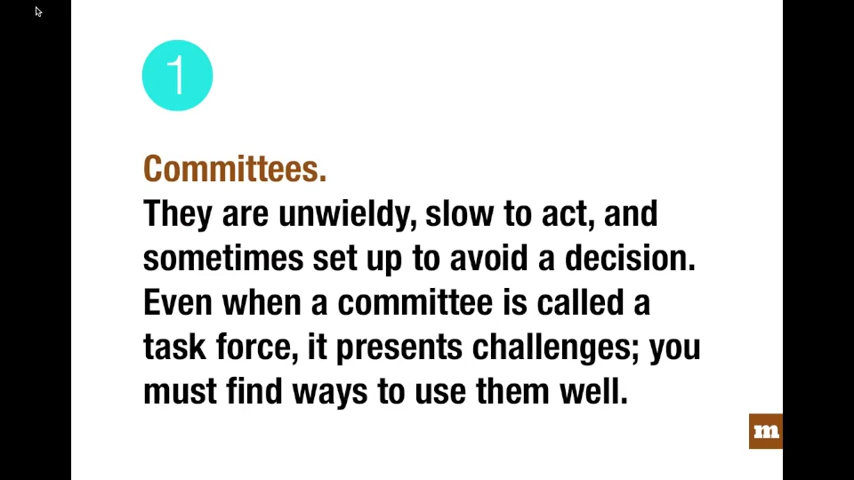 1
Committees.
They are unwieldy, slow to act, and
sometimes set up to avoid a decision.
Even when a committee is called a
task force, it presents challenges; you
must find ways to use them well.
m